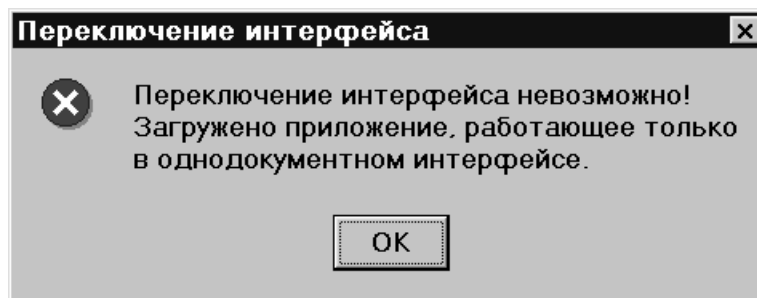 Переключение интерфейса
Переключение интерфейса невозможно!
Загружено приложение, работающее только
в однодокументном интерфейсе.
OK